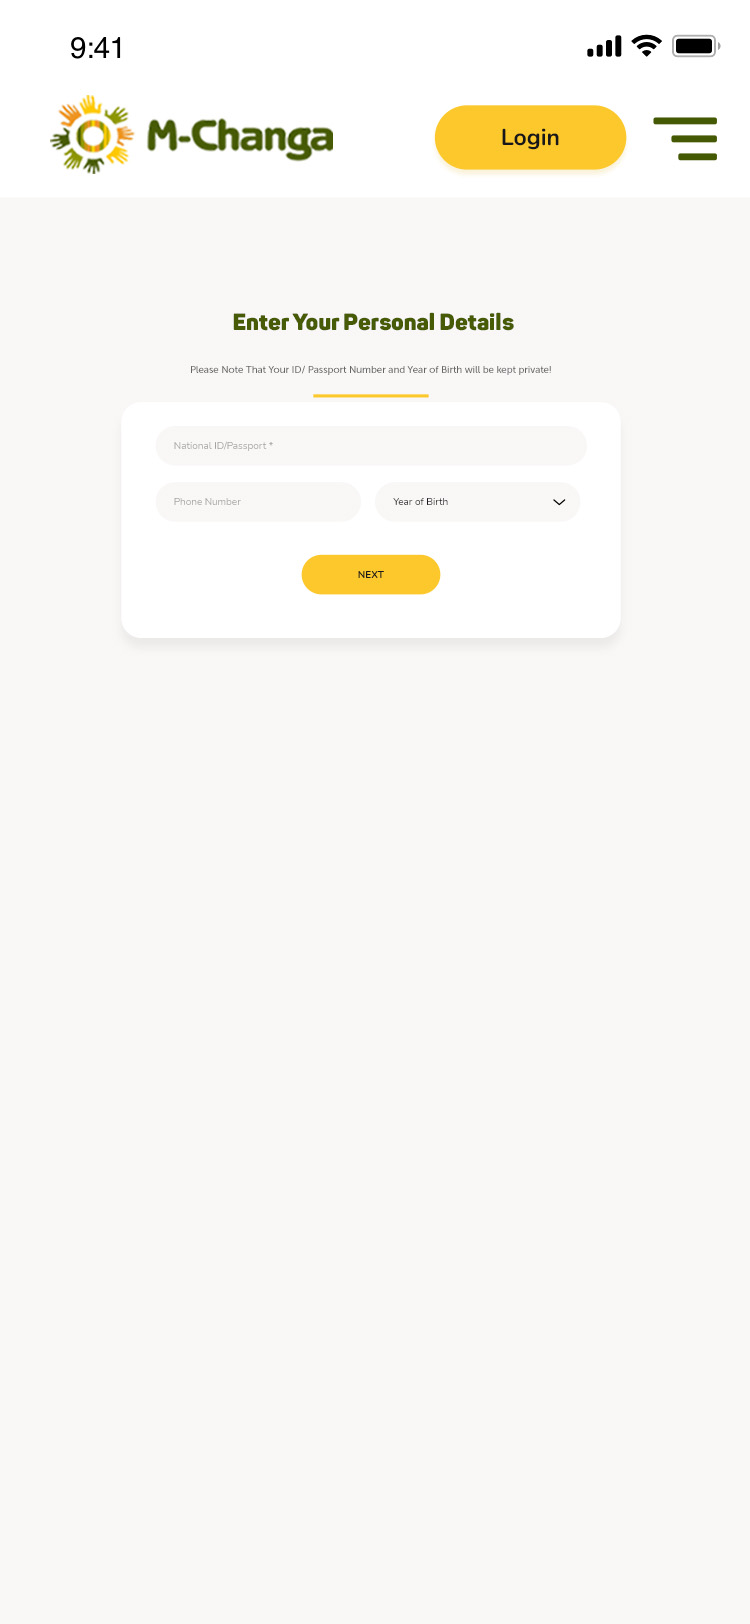 9:41
M-Changa
Login
Enter Your Personal Details
Please Note That Your ID/ Passport Number and Year of Birth will be kept private!
National ID/Passport *
Phone Number
Year of Birth
NEXT